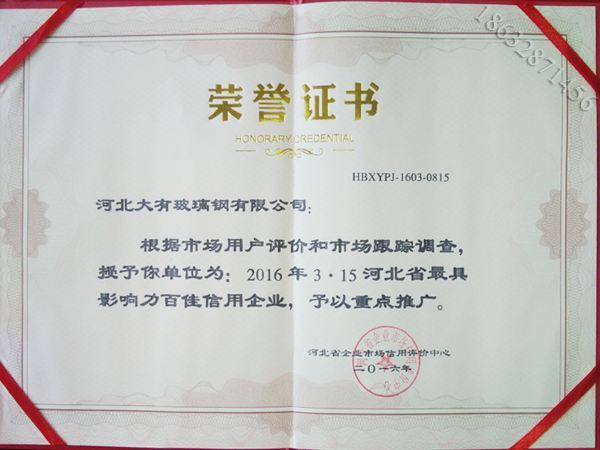 荣誉证书
HONORARY CREDENTIAL
HBXYPJ-1603-0815
河北大有玻璃钢有限公司：
根据市场用户评价和市场跟踪调查，
授予你单位为：2016年3·15河北省最具
影响力百佳信用企业，予以重点推广。
河北省企业市场信用评价中心
二〇一六年
18632871456